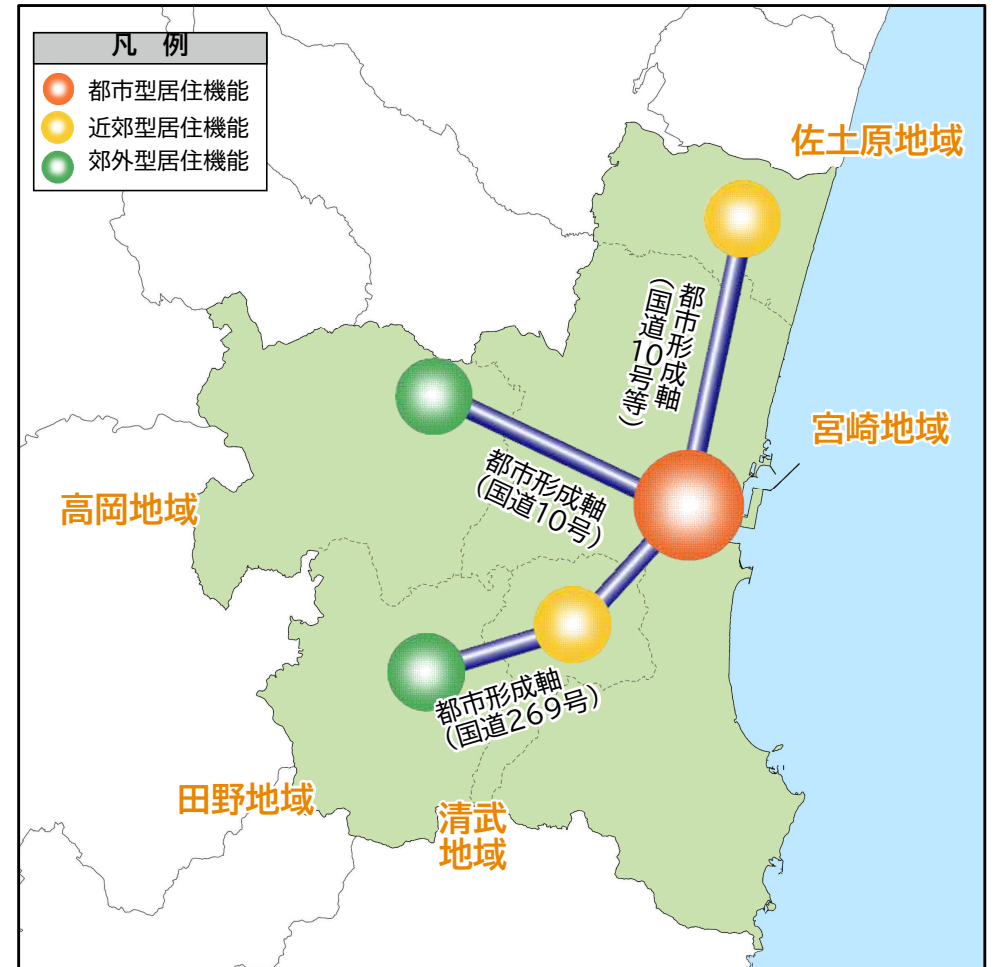 凡 例
都市型居住機能
近郊型居住機能
郊外型居住機能
佐土原地域
都市形成軸
(国道10号等)
宮崎地域
都市形成軸
(国道10号)
高岡地域
都市形成軸
(国道269号)
田野地域
清武
地域